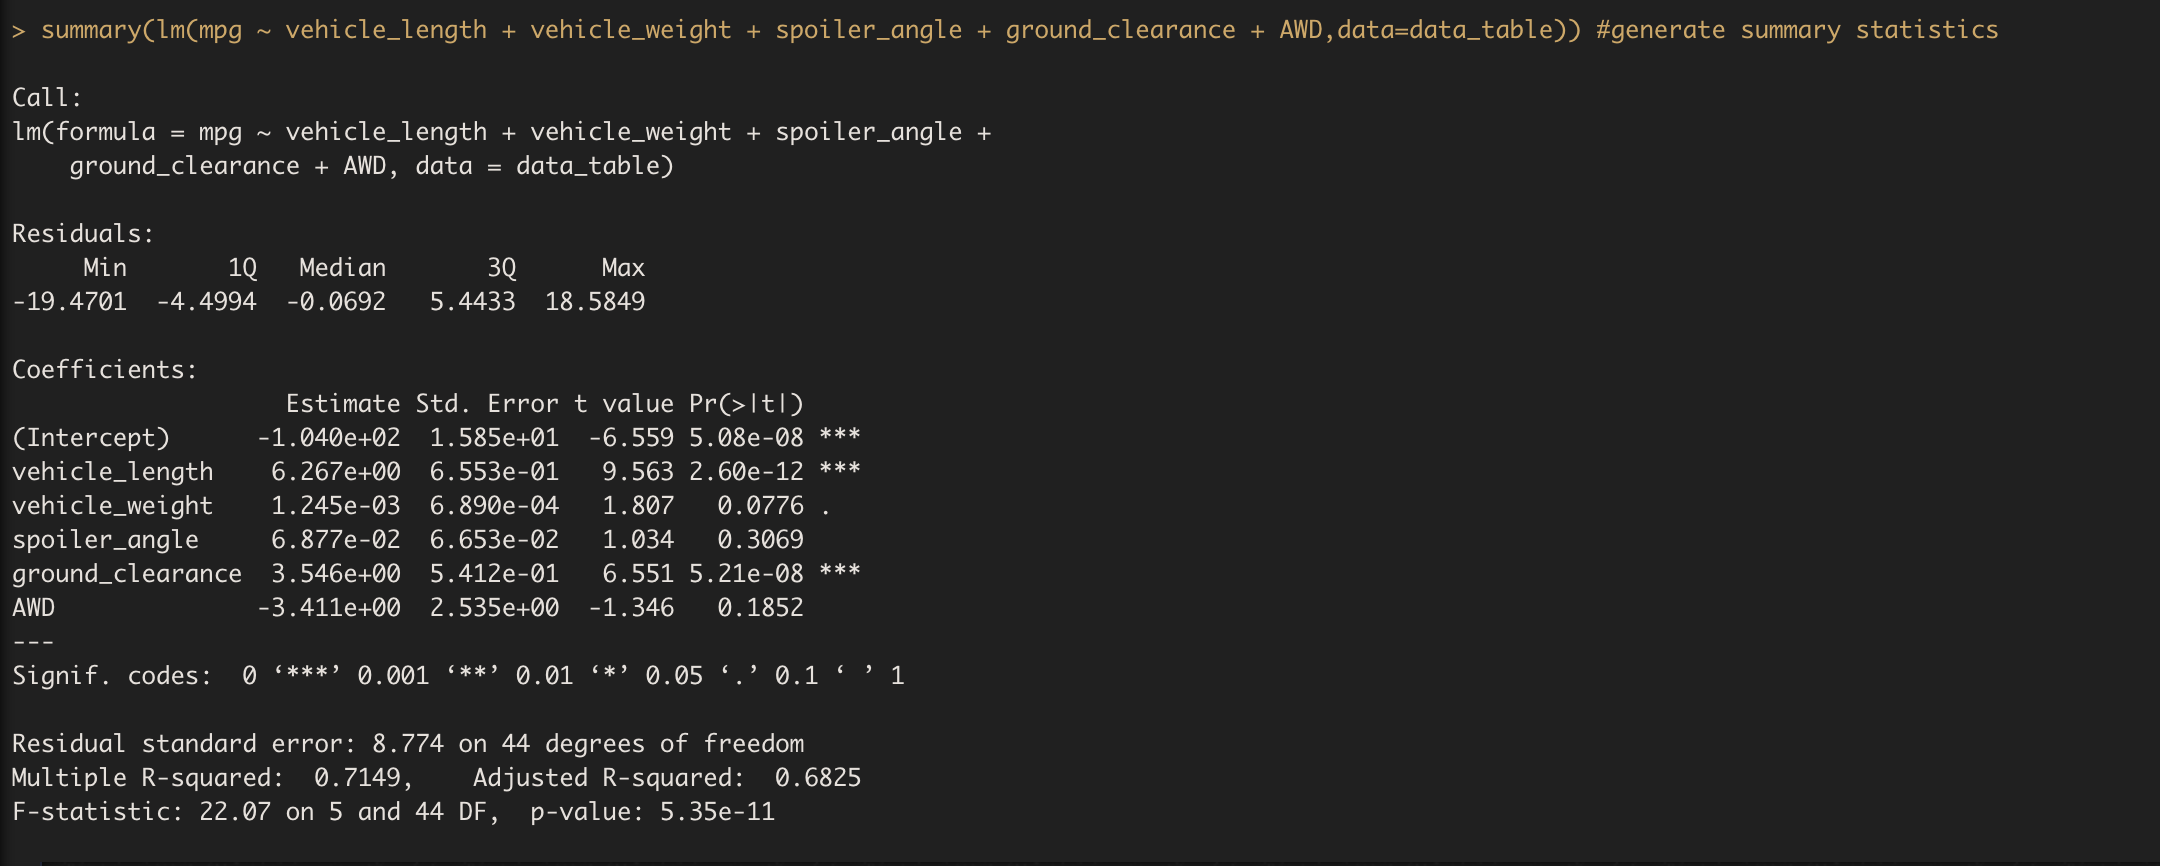 > summary(lm(mpg ~ vehicle_length + vehicle_weight + spoiler_angle + ground_clearance + AWD,data=data_table)) #generate summary statistics

Call:
lm(formula = mpg ~ vehicle_length + vehicle_weight + spoiler_angle +
    ground_clearance + AWD, data = data_table)

Residuals:
     Min       1Q   Median       3Q      Max
-19.4701  -4.4994  -0.0692   5.4433  18.5849

Coefficients:
                   Estimate Std. Error t value Pr(>|t|)
(Intercept)      -1.040e+02  1.585e+01  -6.559 5.08e-08 ***
vehicle_length    6.267e+00  6.553e-01   9.563 2.60e-12 ***
vehicle_weight    1.245e-03  6.890e-04   1.807   0.0776 .
spoiler_angle     6.877e-02  6.653e-02   1.034   0.3069
ground_clearance  3.546e+00  5.412e-01   6.551 5.21e-08 ***
AWD              -3.411e+00  2.535e+00  -1.346   0.1852
---
Signif. codes:  0 ‘***’ 0.001 ‘**’ 0.01 ‘*’ 0.05 ‘.’ 0.1 ‘ ’ 1

Residual standard error: 8.774 on 44 degrees of freedom
Multiple R-squared:  0.7149,    Adjusted R-squared:  0.6825
F-statistic: 22.07 on 5 and 44 DF,  p-value: 5.35e-11